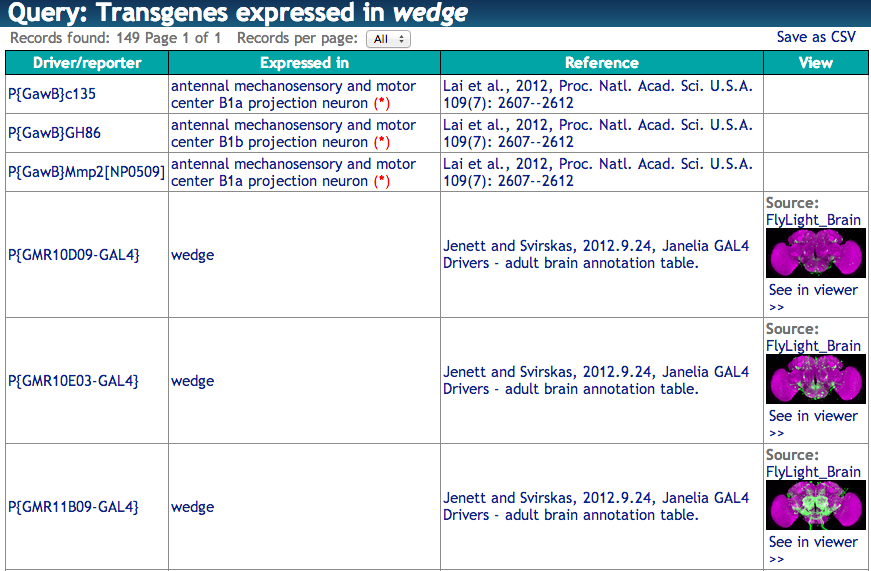 Query: Transgenes expressed in wedge
Records found: 149 Page 1 of 1 Records per page: All Save as CSV
Driver/reporter Expressed in Reference View
P{GawB}c135
antennal mechanosensory and motor
center B1a projection neuron (*)
Lai et al., 2012, Proc. Natl. Acad. Sci. U.S.A.
109(7): 2607--2612
P{GawB}GH86
antennal mechanosensory and motor
center B1b projection neuron (*)
Lai et al., 2012, Proc. Natl. Acad. Sci. U.S.A.
109(7): 2607--2612
P{GawB}Mmp2[NP0509]
antennal mechanosensory and motor
center B1a projection neuron (*)
Lai et al., 2012, Proc. Natl. Acad. Sci. U.S.A.
109(7): 2607--2612
P{GMR10D09-GAL4}
wedge
Jenett and Svirskas, 2012.9.24, Janelia GAL4
Drivers - adult brain annotation table.
Source:
FlyLight_Brain
See in viewer
>>
P{GMR10E03-GAL4}
wedge
Jenett and Svirskas, 2012.9.24, Janelia GAL4
Drivers - adult brain annotation table.
Source:
FlyLight_Brain
See in viewer
>>
P{GMR11B09-GAL4}
wedge
Jenett and Svirskas, 2012.9.24, Janelia GAL4
Drivers - adult brain annotation table.
Source:
FlyLight_Brain
See in viewer
>>